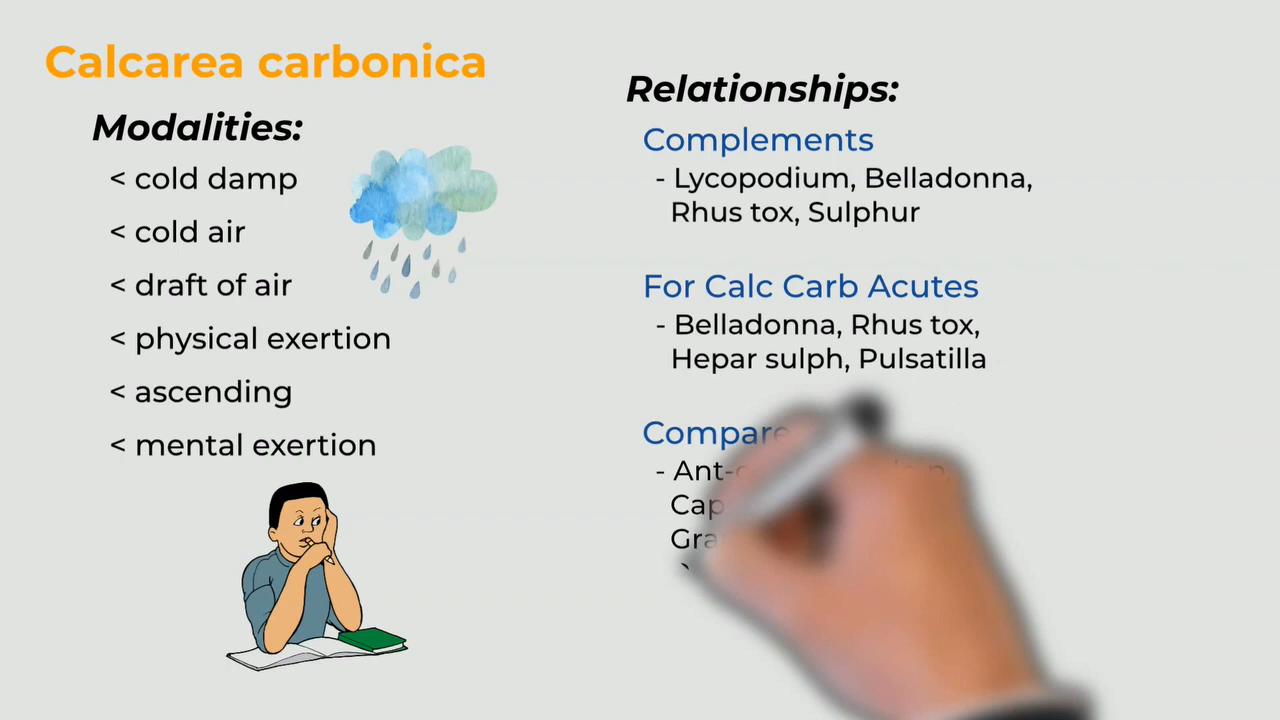 Calcarea carbonica
Modalities:
< cold damp
< cold air
< draft of air
< physical exertion
< ascending
< mental exertion
Relationships:
Complements
- Lycopodium, Belladonna,
Rhus tox, Sulphur
For Calc Carb Acutes
- Belladonna, Rhus tox,
Hepar sulph, Pulsatilla
Compare